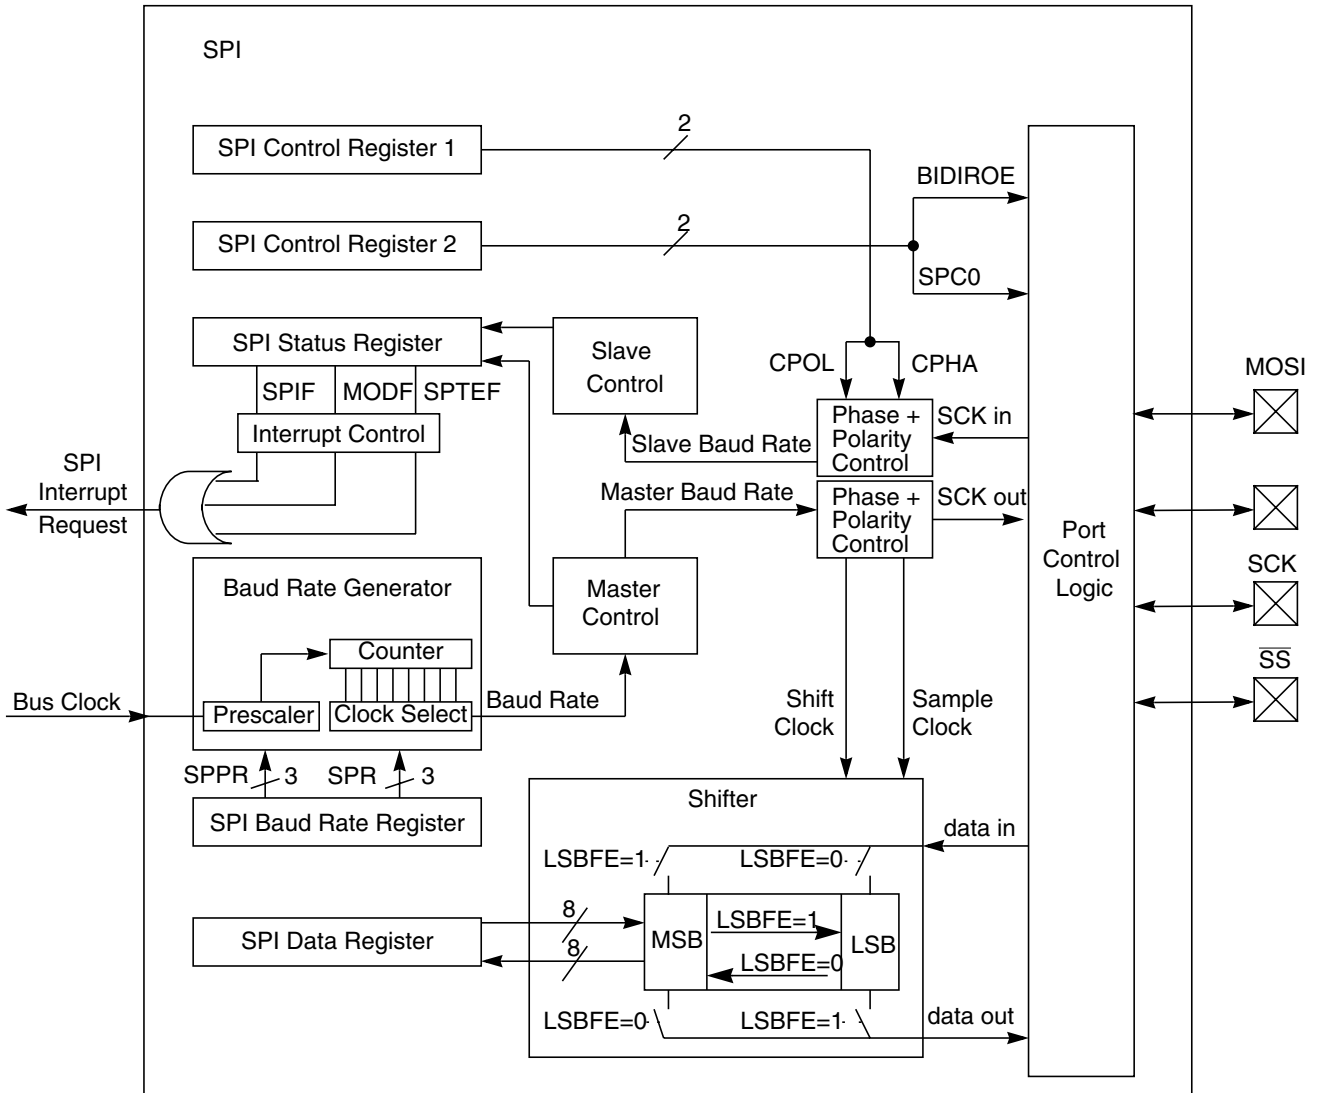 SPI
SPI Control Register 1
2
BIDIROE
SPI Control Register 2
2
SPC0
SPI Status Register
Slave
Control
CPOL
CPHA
MOSI
SPIF
MODF
SPTEF
Interrupt Control
Phase +
Polarity
Control
SCK in
Slave Baud Rate
SPI
Interrupt
Request
Master Baud Rate
Phase +
Polarity
Control
SCK out
Port
Control
Logic
SCK
Baud Rate Generator
Master
Control
Counter
SS
Bus Clock
Prescaler
Clock Select
Baud Rate
Shift
Clock
Sample
Clock
SPPR
3
SPR
3
SPI Baud Rate Register
Shifter
data in
LSBFE=1
LSBFE=0
SPI Data Register
8
8
MSB
LSBFE=1
LSBFE=0
LSB
LSBFE=0
LSBFE=1
data out